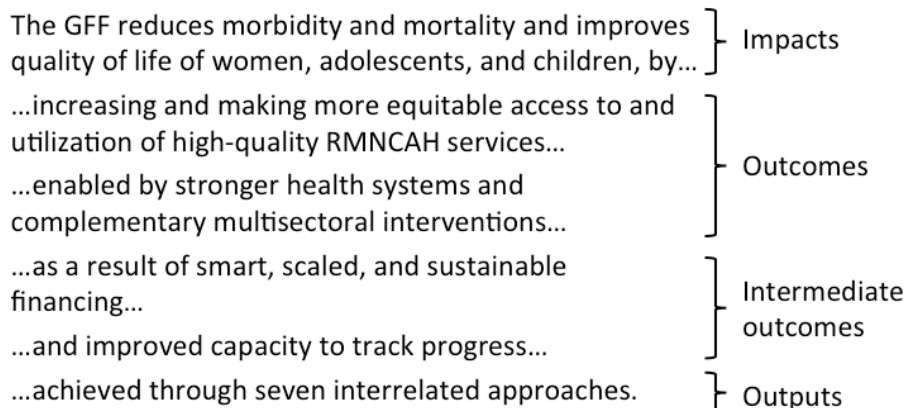 The GFF reduces morbidity and mortality and improves
quality of life of women, adolescents, and children, by...
Impacts
...increasing and making more equitable access to and
utilization of high-quality RMNCAH services...
...enabled by stronger health systems and
complementary multisectoral interventions...
Outcomes
...as a result of smart, scaled, and sustainable
financing...
...and improved capacity to track progress...
Intermediate
outcomes
...achieved through seven interrelated approaches.
Outputs